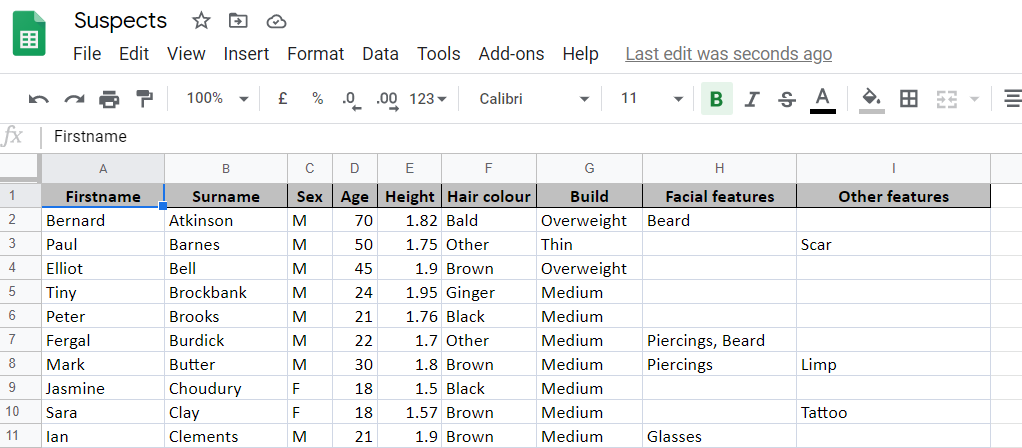 Suspects
File Edit View Insert Format Data Tools Add-ons Help Last edit was seconds ago
100% £ % .0 .00 123 Calibri 11 B I S A
fx Firstname
A B C D E F G H I
1 Firstname Surname Sex Age Height Hair colour Build Facial features Other features
2 Bernard Atkinson M 70 1.82 Bald Overweight Beard
3 Paul Barnes M 50 1.75 Other Thin Scar
4 Elliot Bell M 45 1.9 Brown Overweight
5 Tiny Brockbank M 24 1.95 Ginger Medium
6 Peter Brooks M 21 1.76 Black Medium
7 Fergal Burdick M 22 1.7 Other Medium Piercings, Beard
8 Mark Butter M 30 1.8 Brown Medium Piercings Limp
9 Jasmine Choudury F 18 1.5 Black Medium
10 Sara Clay F 18 1.57 Brown Medium Tattoo
11 Ian Clements M 21 1.9 Brown Medium Glasses